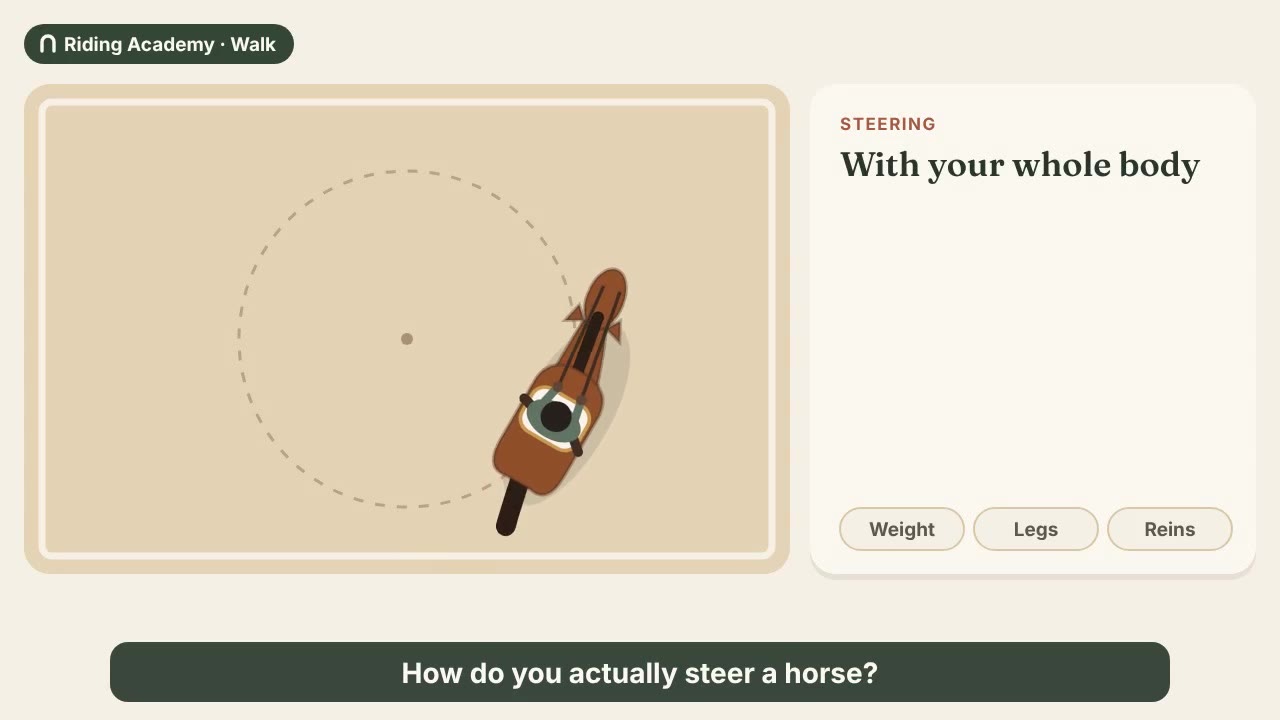 Riding Academy · Walk
STEERING
With your whole body
Weight
Legs
Reins
How do you actually steer a horse?